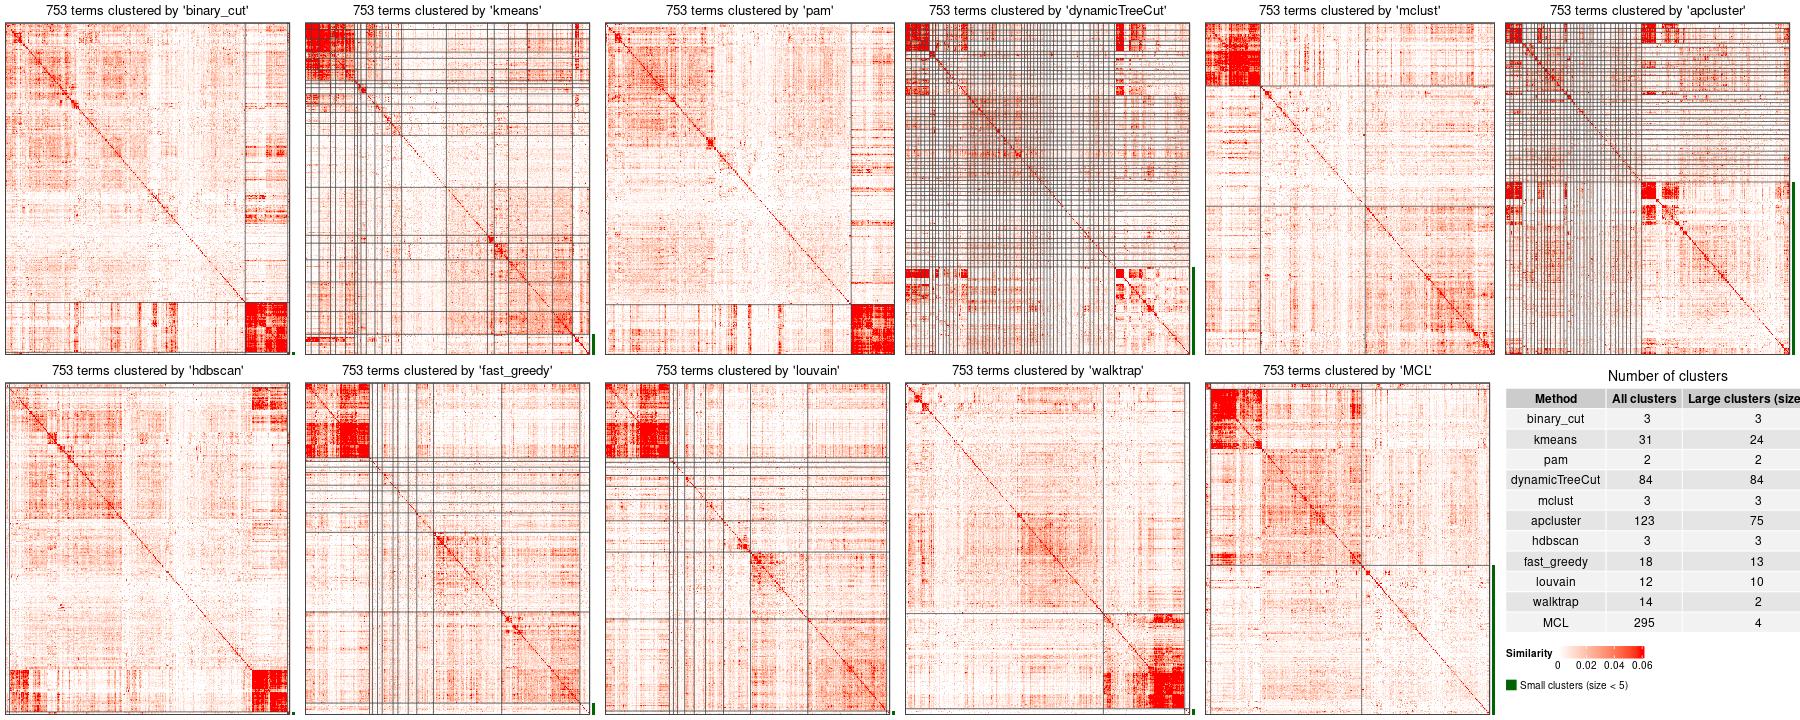 753 terms clustered by 'binary_cut'
753 terms clustered by 'kmeans'
753 terms clustered by 'pam'
753 terms clustered by 'dynamicTreeCut'
753 terms clustered by 'mclust'
753 terms clustered by 'apcluster'
753 terms clustered by 'hdbscan'
753 terms clustered by 'fast_greedy'
753 terms clustered by 'louvain'
753 terms clustered by 'walktrap'
753 terms clustered by 'MCL'
Number of clusters
Method All clusters Large clusters (size
binary_cut 3 3
kmeans 31 24
pam 2 2
dynamicTreeCut 84 84
mclust 3 3
apcluster 123 75
hdbscan 3 3
fast_greedy 18 13
louvain 12 10
walktrap 14 2
MCL 295 4
Similarity
0 0.02 0.04 0.06
Small clusters (size < 5)